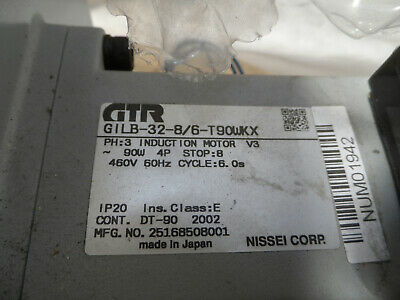 GTR
GILB-32-8/6-T90WKX
PH:3 INDUCTION MOTOR V3
~ 90W 4P STOP:8
460V 60Hz CYCLE:6.0s
IP20 Ins.Class:E
CONT. DT-90 2002
MFG.NO.25168508001
made in Japan NISSEI CORP.
NUM01942